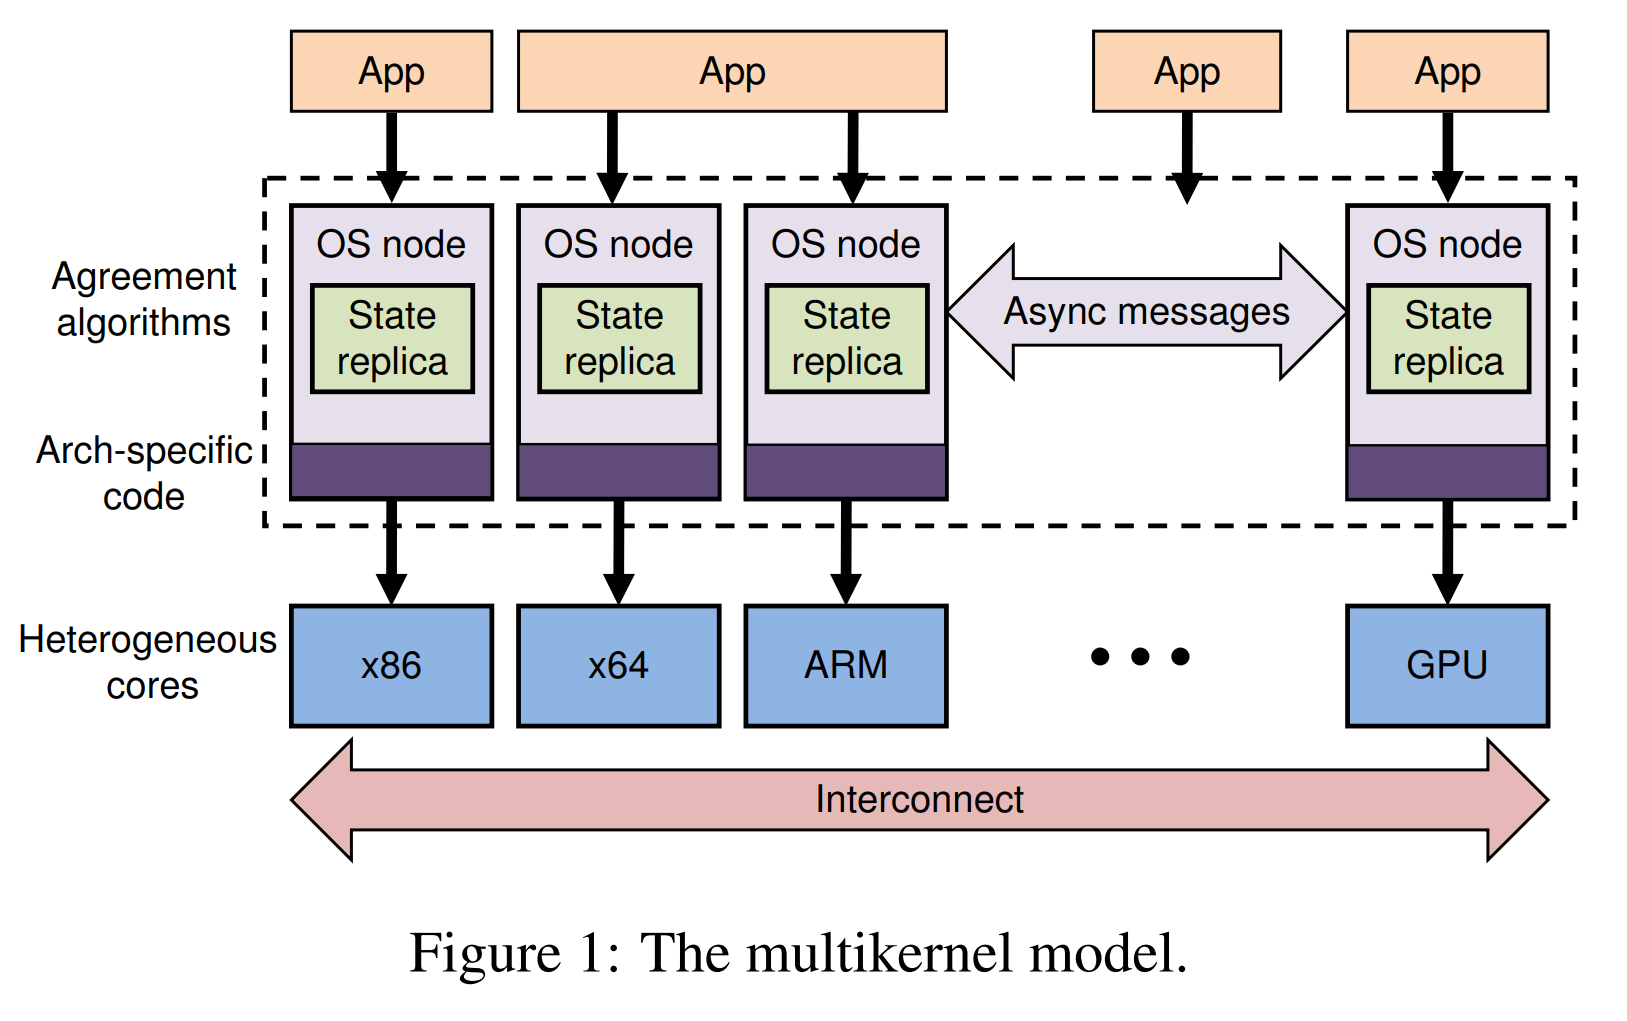 App
App
App
App
Agreement
algorithms
OS node
State
replica
OS node
State
replica
OS node
State
replica
Async messages
OS node
State
replica
Arch-specific
code
Heterogeneous
cores
x86
x64
ARM
GPU
Interconnect
Figure 1: The multikernel model.